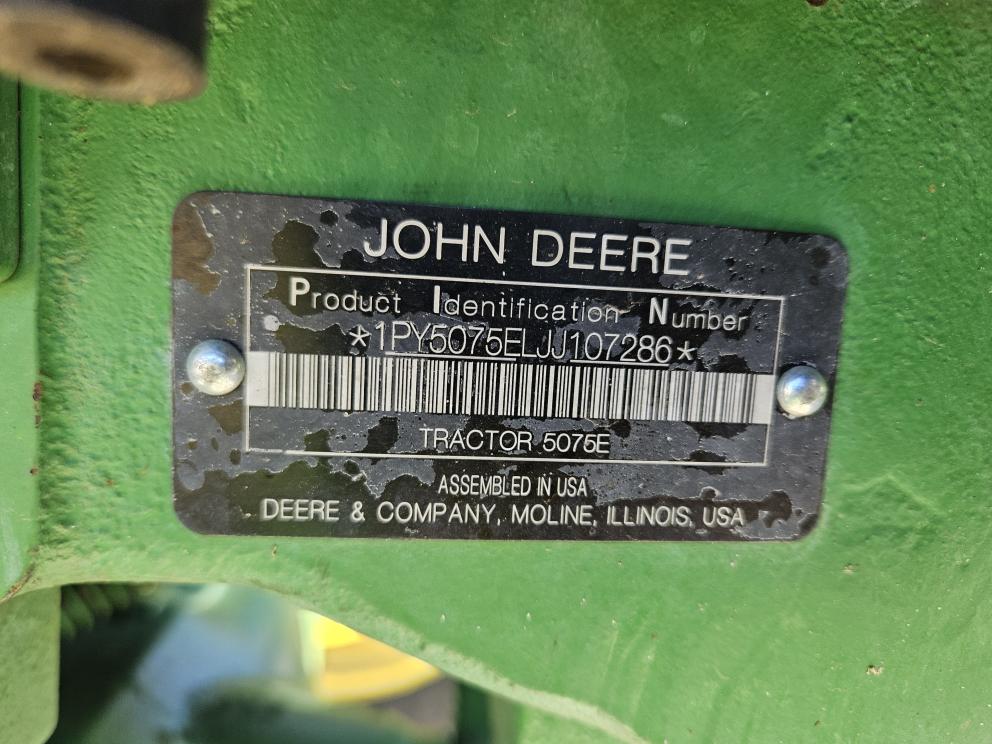 JOHN DEERE
Product Identification Number
*1PY5075ELJJ107286*
TRACTOR 5075E
ASSEMBLED IN USA
DEERE & COMPANY, MOLINE, ILLINOIS, USA